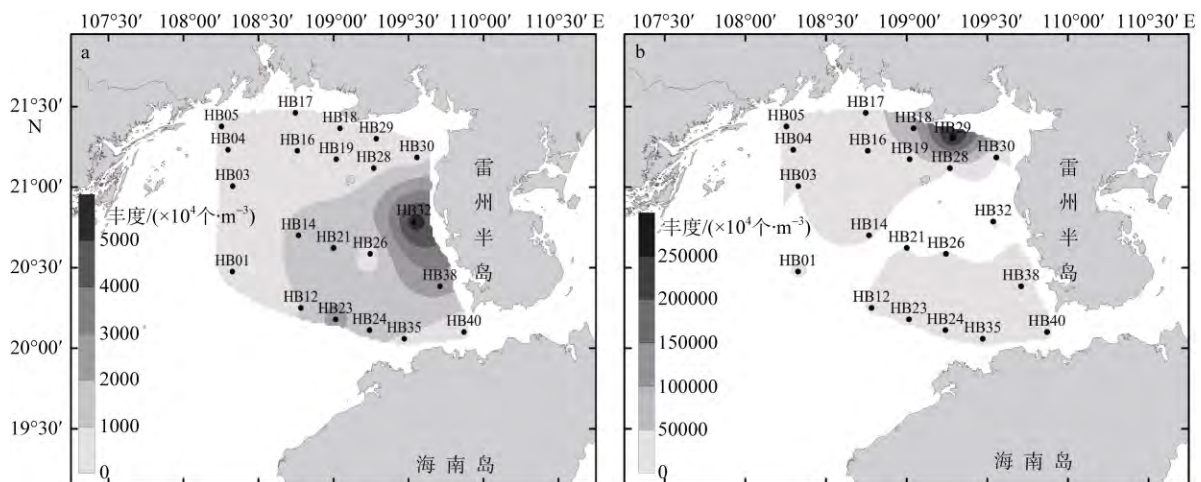 107°30′ 108°00′ 108°30′ 109°00′ 109°30′ 110°00′ 110°30′ E
a
21°30′
N
21°00′
20°30′
20°00′
19°30′
HB17
HB05
HB18
HB04
HB16
HB29
HB19
HB30
HB28
HB03
HB32
HB14
HB21
HB26
HB01
HB38
HB12
HB23
HB24
HB35
HB40
雷州半岛
海南岛
丰度/(×10⁴个·m⁻³)
5000
4000
3000
2000
1000
0
107°30′ 108°00′ 108°30′ 109°00′ 109°30′ 110°00′ 110°30′ E
b
HB17
HB05
HB18
HB29
HB04
HB16
HB19
HB30
HB28
HB03
HB32
HB14
HB21
HB26
HB01
HB38
HB12
HB23
HB24
HB35
HB40
雷州半岛
海南岛
丰度/(×10⁴个·m⁻³)
250000
200000
150000
100000
50000
0